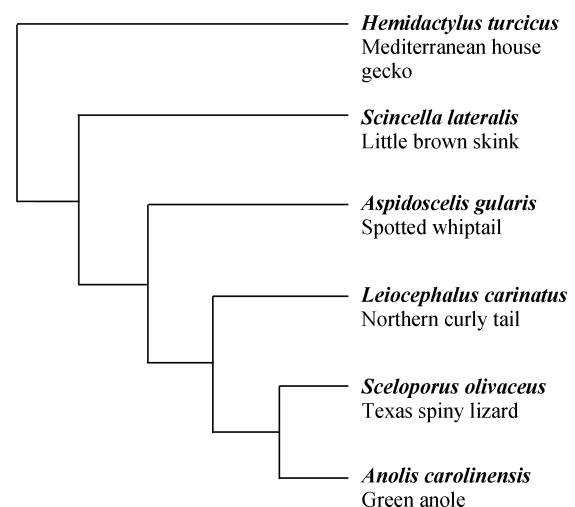 Hemidactylus turcicus
Mediterranean house
gecko
Scincella lateralis
Little brown skink
Aspidoscelis gularis
Spotted whiptail
Leiocephalus carinatus
Northern curly tail
Sceloporus olivaceus
Texas spiny lizard
Anolis carolinensis
Green anole